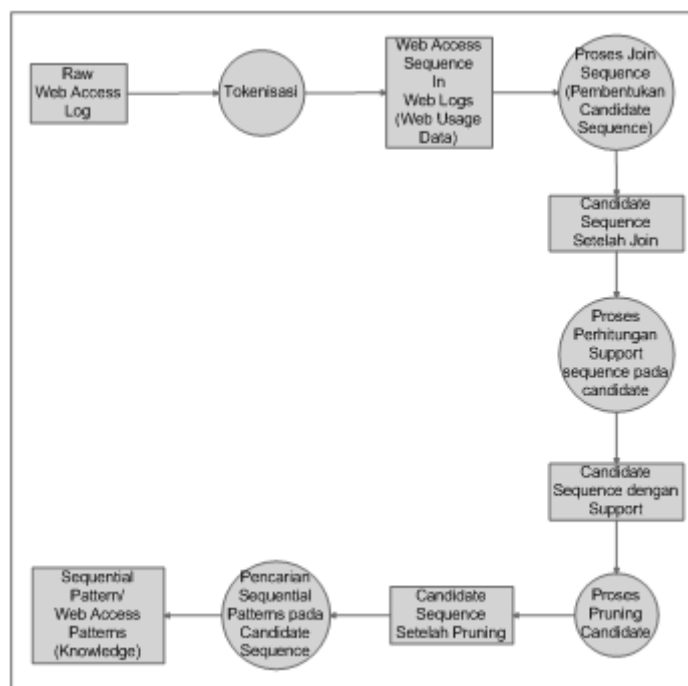 Raw
Web Access
Log
Tokenisasi
Web Access
Sequence
In
Web Logs
(Web Usage
Data)
Proses Join
Sequence
(Pembentukan
Candidate
Sequence)
Candidate
Sequence
Setelah Join
Proses
Perhitungan
Support
sequence pada
candidate
Candidate
Sequence dengan
Support
Proses
Pruning
Candidate
Candidate
Sequence
Setelah Pruning
Pencarian
Sequential
Patterns pada
Candidate
Sequence
Sequential
Pattern/
Web Access
Patterns
(Knowledge)